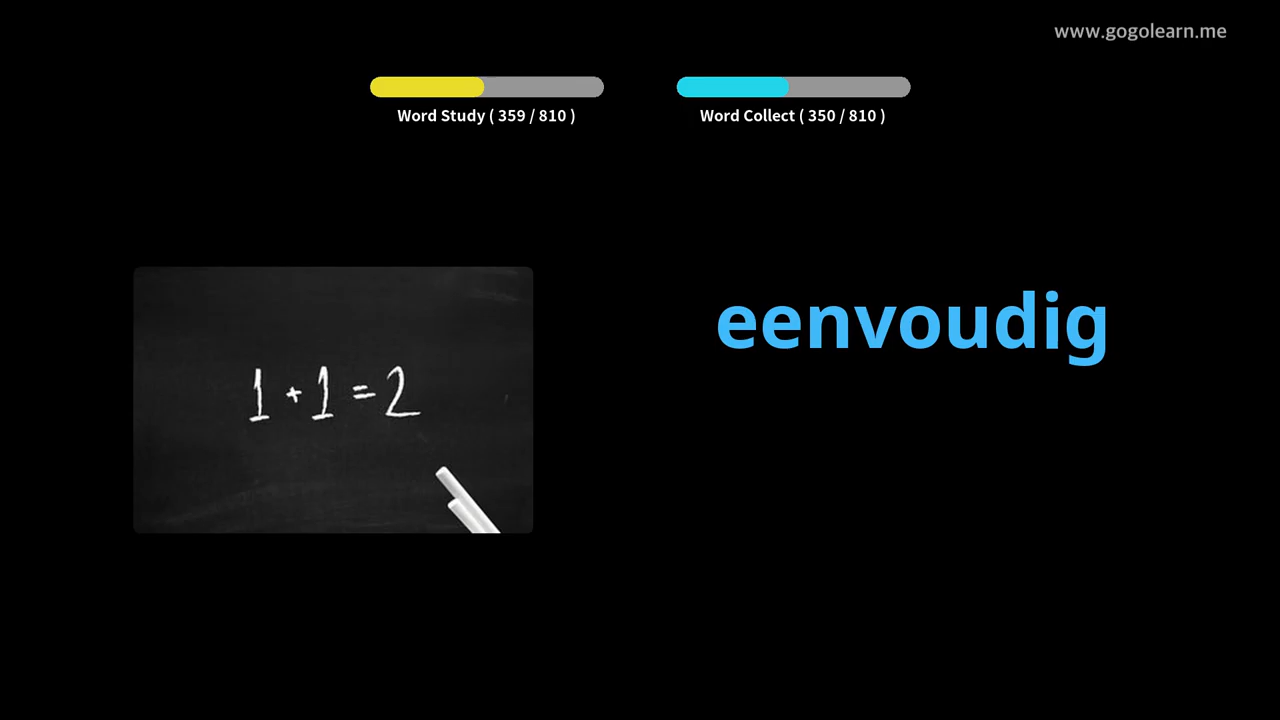 www.gogolearn.me
Word Study ( 359 / 810 )
Word Collect ( 350 / 810 )
eenvoudig
1 + 1 = 2